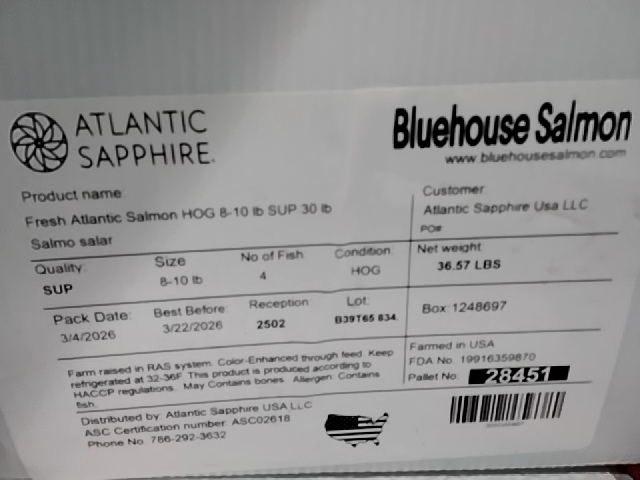 ATLANTIC
SAPPHIRE
Bluehouse Salmon
www.bluehousesalmon.com
Product name:
Fresh Atlantic Salmon HOG 8-10 lb SUP 30 lb
Salmo salar
Customer:
Atlantic Sapphire Usa LLC
PO#
Quality:
SUP
Size
8-10 lb
No of Fish
4
Condition:
HOG
Net weight:
36.57 LBS
Pack Date:
3/4/2026
Best Before:
3/22/2026
Reception
2502
Lot:
B39T65 834
Box: 1248697
Farm raised in RAS system. Color-Enhanced through feed. Keep
refrigerated at 32-36F. This product is produced according to
HACCP regulations. May Contains bones. Allergen: Contains
fish.
Farmed in USA
FDA No. 19916359870
Pallet No: 28451
Distributed by: Atlantic Sapphire USA LLC
ASC Certification number: ASC02618
Phone No. 786-292-3632